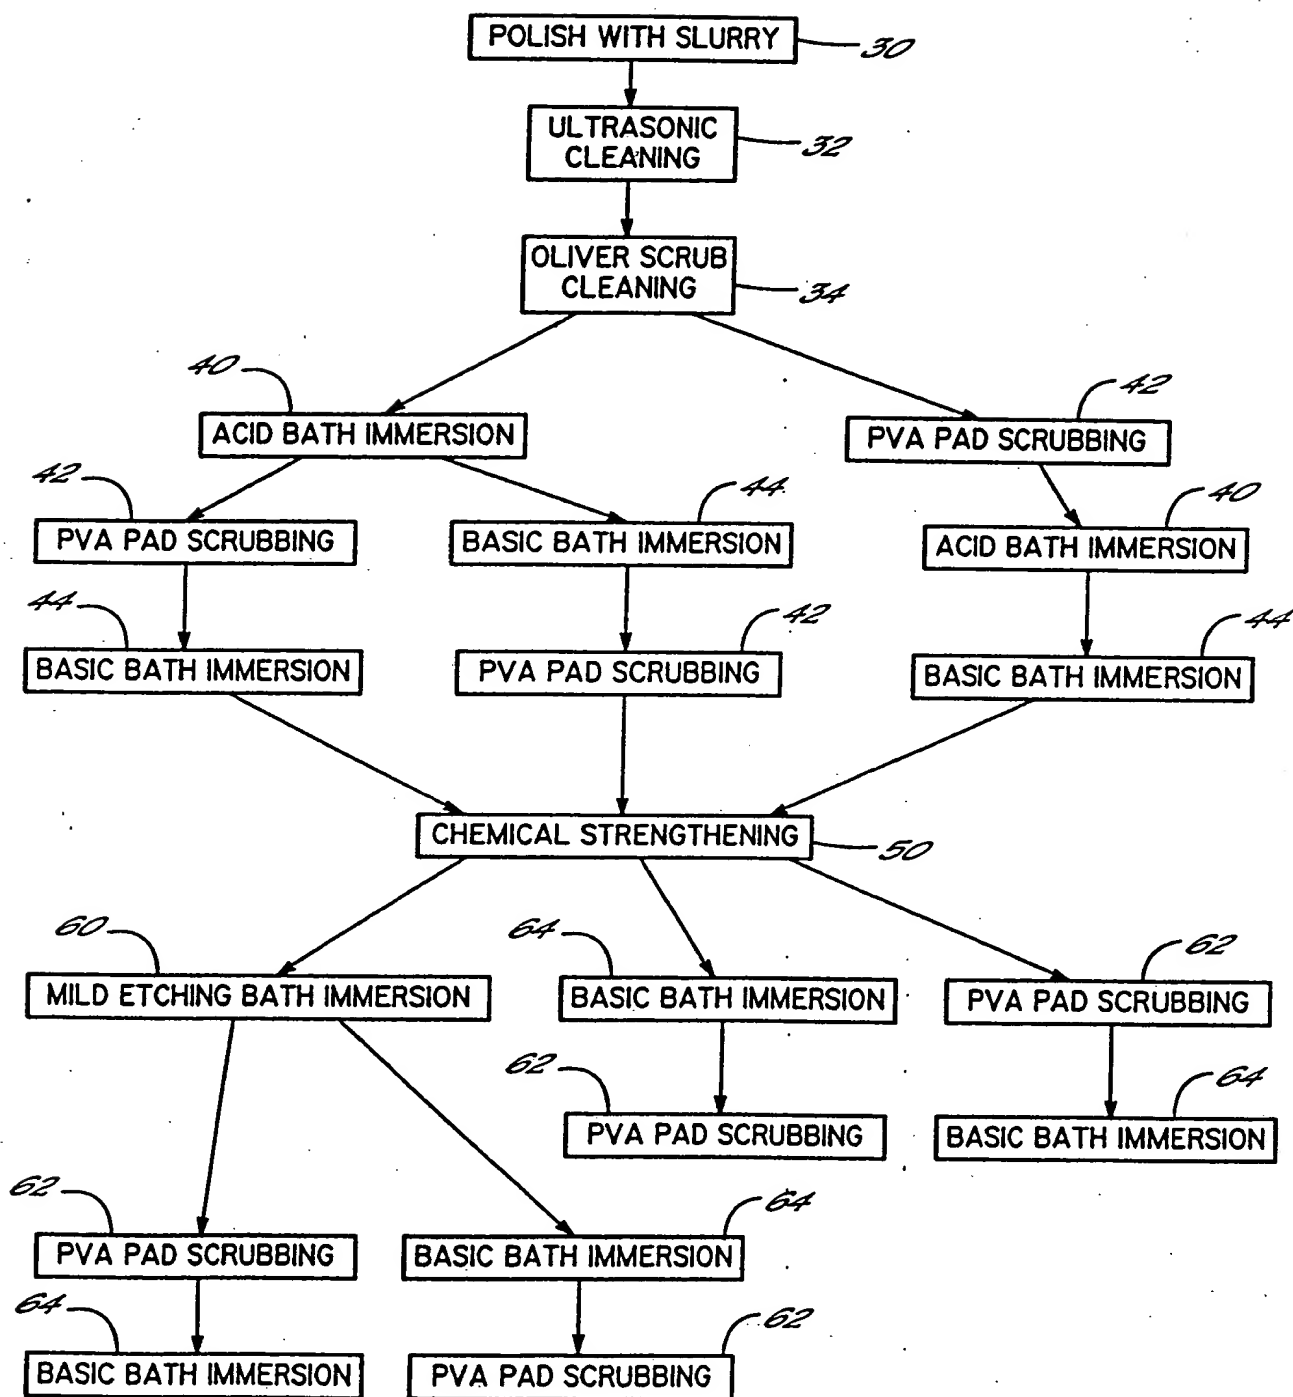 POLISH WITH SLURRY
30
ULTRASONIC
CLEANING
32
OLIVER SCRUB
CLEANING
34
40
ACID BATH IMMERSION
42
PVA PAD SCRUBBING
42
PVA PAD SCRUBBING
44
BASIC BATH IMMERSION
40
ACID BATH IMMERSION
44
BASIC BATH IMMERSION
42
PVA PAD SCRUBBING
44
BASIC BATH IMMERSION
CHEMICAL STRENGTHENING
50
60
MILD ETCHING BATH IMMERSION
64
BASIC BATH IMMERSION
62
PVA PAD SCRUBBING
62
PVA PAD SCRUBBING
64
BASIC BATH IMMERSION
62
PVA PAD SCRUBBING
64
BASIC BATH IMMERSION
64
BASIC BATH IMMERSION
62
PVA PAD SCRUBBING